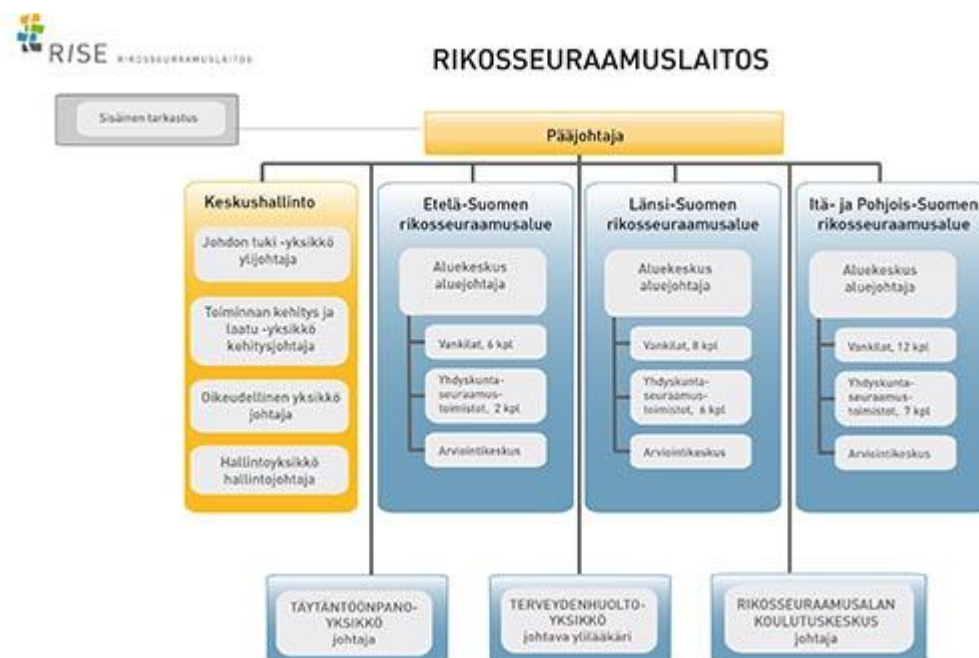 RISE RIKOSSEURAAMUSLAITOS
RIKOSSEURAAMUSLAITOS
Sisäinen tarkastus
Pääjohtaja
Keskushallinto
Johdon tuki -yksikkö
ylijohtaja
Toiminnan kehitys ja
laatu -yksikkö
kehitysjohtaja
Oikeudellinen yksikkö
johtaja
Hallintoyksikkö
hallintojohtaja
Etelä-Suomen
rikosseuraamusalue
Aluekeskus
aluejohtaja
Vankilat, 6 kpl
Yhdyskunta-
seuraamus-
toimistot, 2 kpl
Arviointikeskus
Länsi-Suomen
rikosseuraamusalue
Aluekeskus
aluejohtaja
Vankilat, 8 kpl
Yhdyskunta-
seuraamus-
toimistot, 6 kpl
Arviointikeskus
Itä- ja Pohjois-Suomen
rikosseuraamusalue
Aluekeskus
aluejohtaja
Vankilat, 12 kpl
Yhdyskunta-
seuraamus-
toimistot, 7 kpl
Arviointikeskus
TÄYTÄNTÖÖNPANO-
YKSIKKÖ
johtaja
TERVEYDENHUOLTO-
YKSIKKÖ
johtava ylilääkäri
RIKOSSEURAAMUSALAN
KOULUTUSKESKUS
johtaja